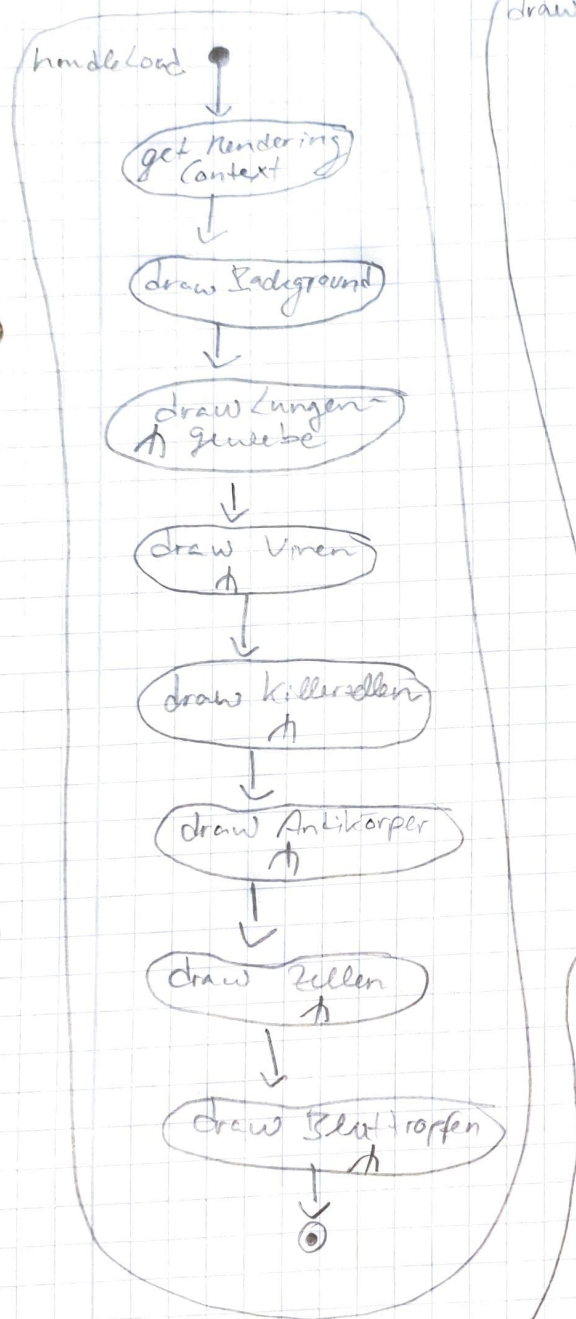 draw
handleLoad
get Rendering
Context
draw Background
draw Lungen-
gewebe
draw Viren
draw Killerzellen
draw Antikörper
draw Zellen
draw Bluttropfen